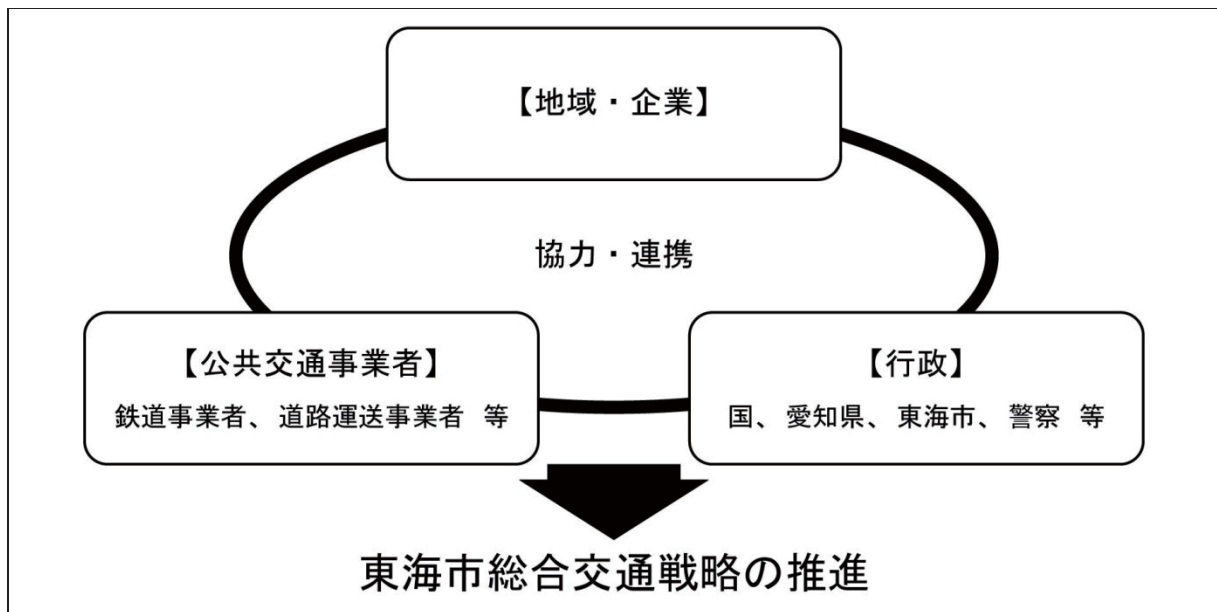 【地域・企業】
協力・連携
【公共交通事業者】
鉄道事業者、道路運送事業者 等
【行政】
国、愛知県、東海市、警察 等
東海市総合交通戦略の推進